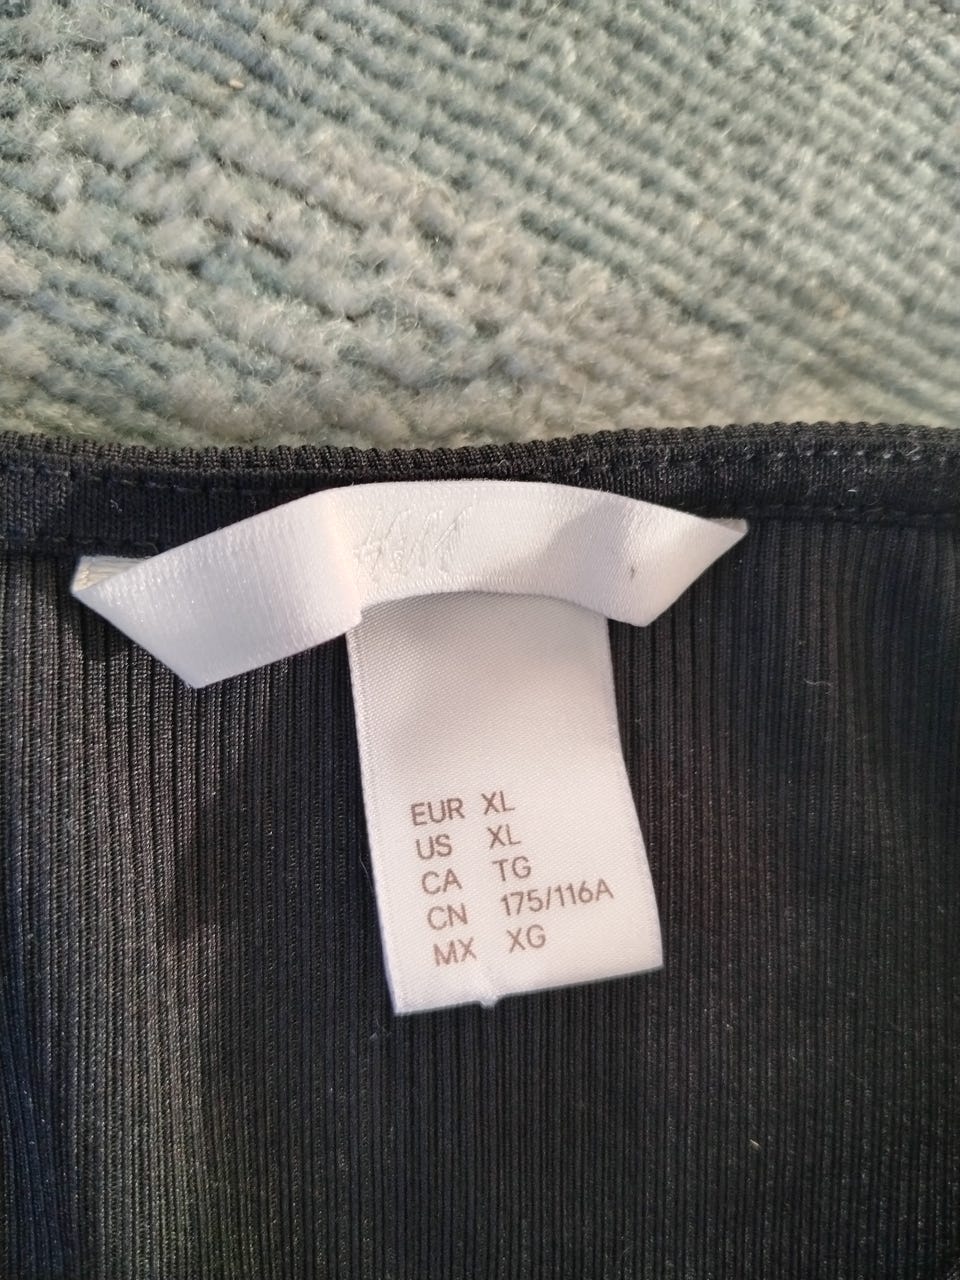 H&M
EUR XL
US XL
CA TG
CN 175/116A
MX XG